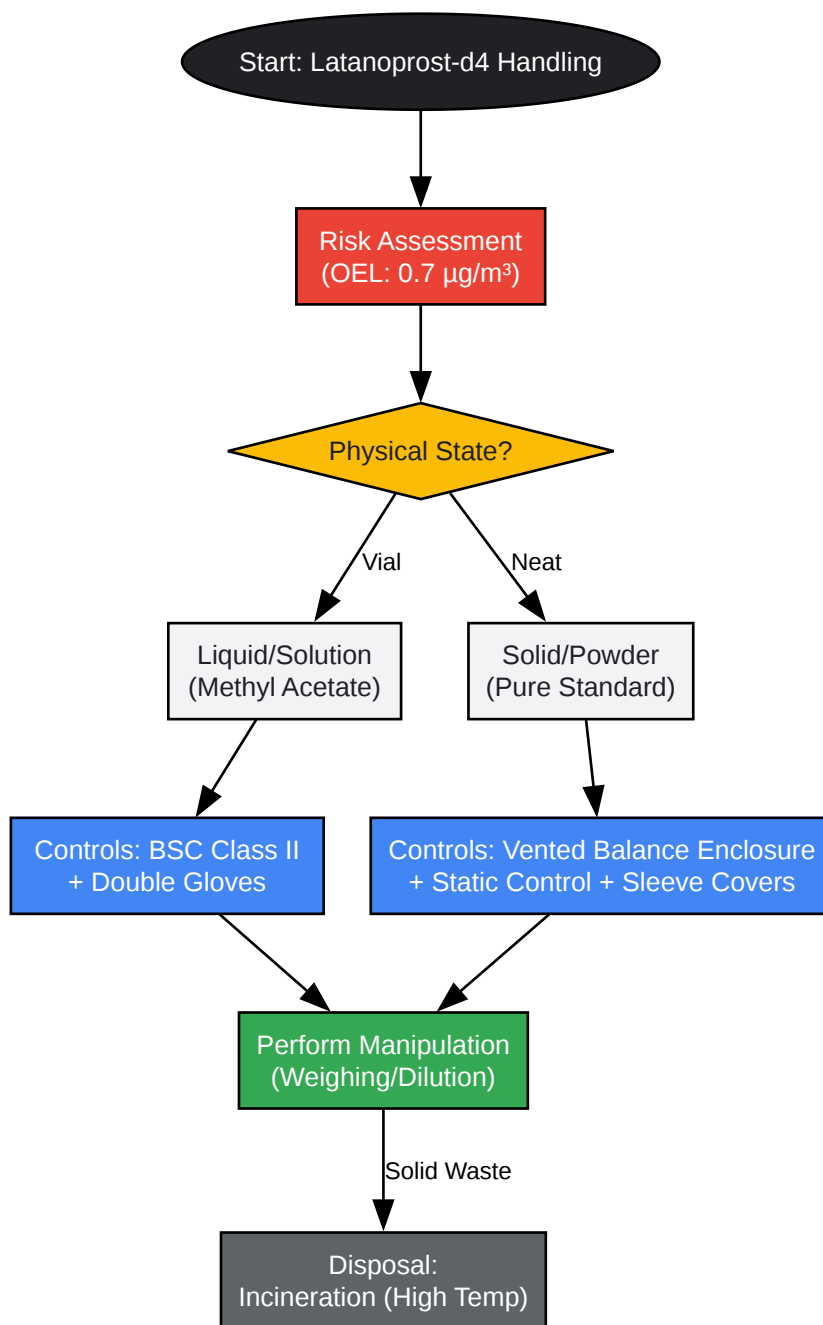 Start: Latanoprost-d4 Handling
Risk Assessment
(OEL: 0.7 µg/m³)
Physical State?
Vial
Neat
Liquid/Solution
(Methyl Acetate)
Solid/Powder
(Pure Standard)
Controls: BSC Class II
+ Double Gloves
Controls: Vented Balance Enclosure
+ Static Control + Sleeve Covers
Perform Manipulation
(Weighing/Dilution)
Solid Waste
Disposal:
Incineration (High Temp)